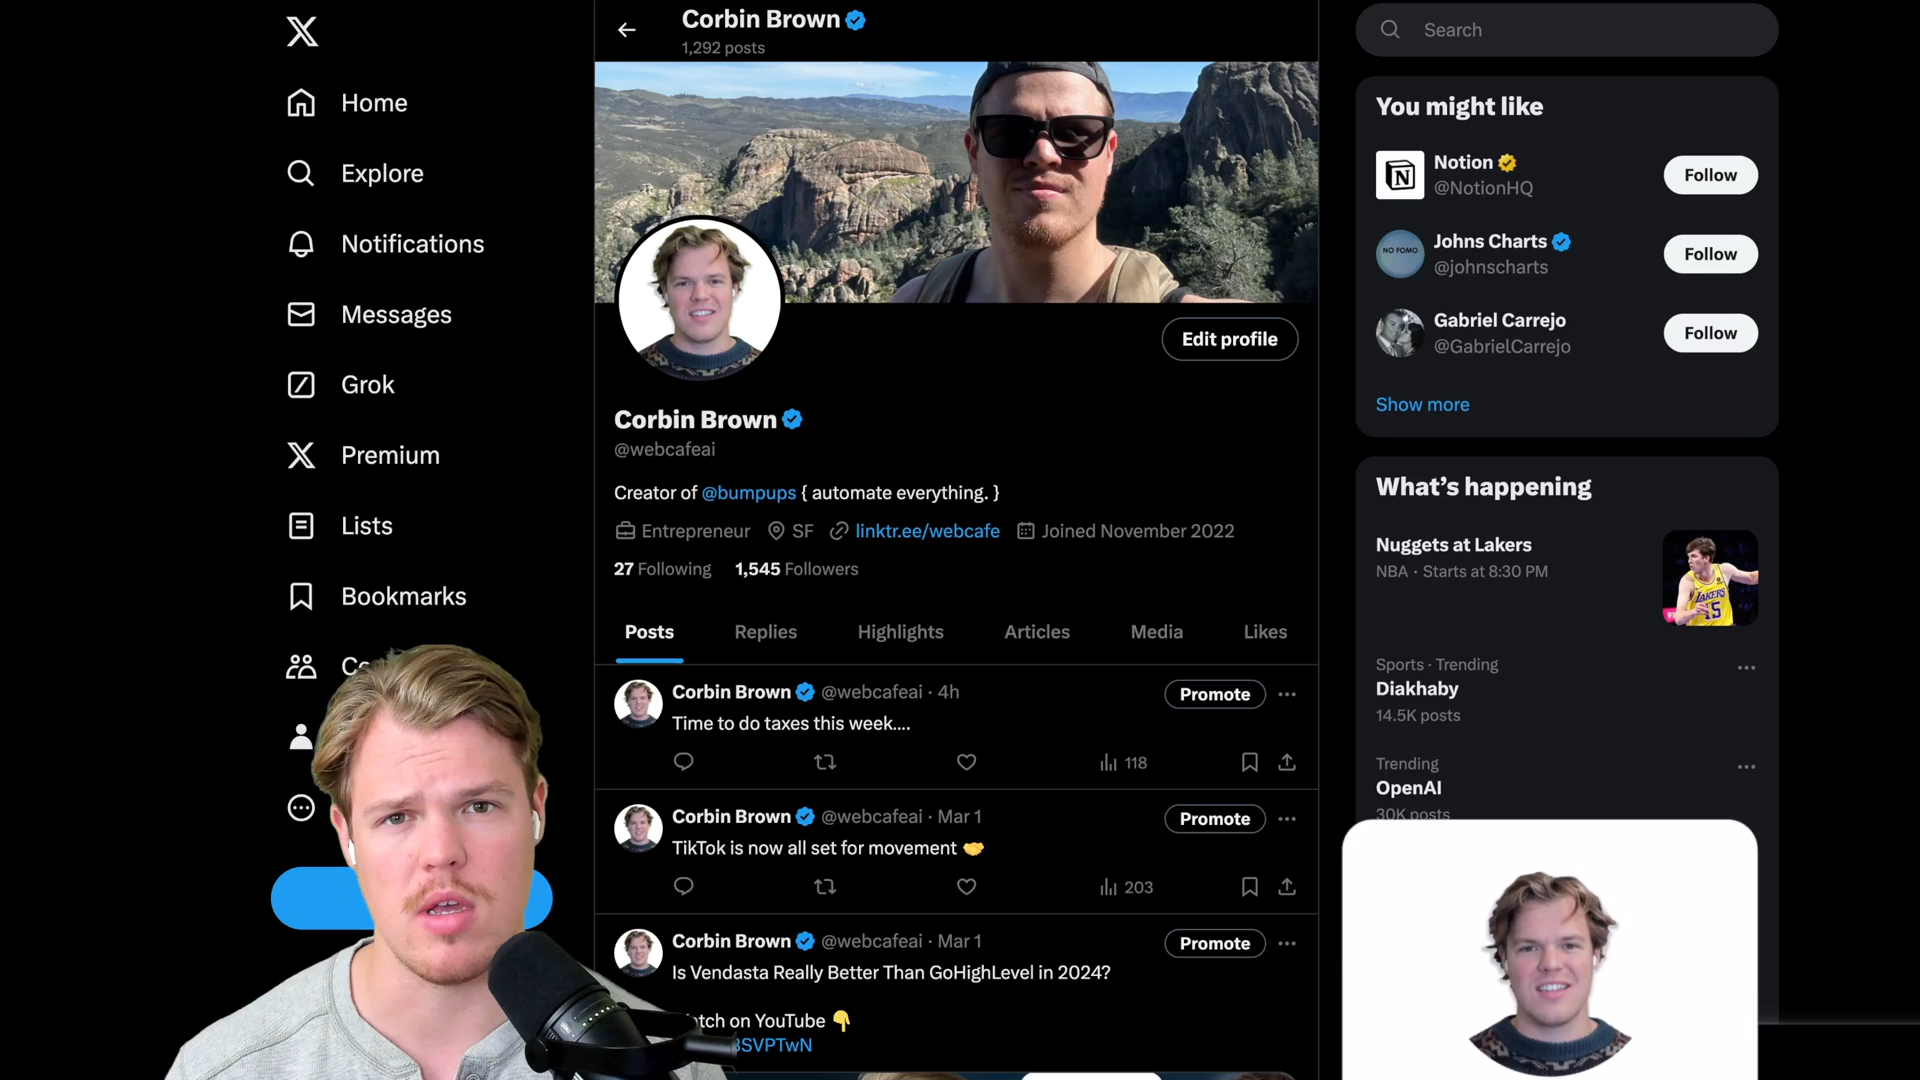 Home
Explore
Notifications
Messages
Grok
Premium
Lists
Bookmarks
Corbin Brown
1,292 posts
Edit profile
Corbin Brown
@webcafeai
Creator of @bumpups { automate everything. }
Entrepreneur SF linktr.ee/webcafe Joined November 2022
27 Following 1,545 Followers
Posts Replies Highlights Articles Media Likes
Corbin Brown @webcafeai · 4h
Promote
Time to do taxes this week....
118
Corbin Brown @webcafeai · Mar 1
Promote
TikTok is now all set for movement 🤝
203
Corbin Brown @webcafeai · Mar 1
Promote
Is Vendasta Really Better Than GoHighLevel in 2024?
on YouTube 👇
Search
You might like
Notion
@NotionHQ
Follow
NO FOMO
Johns Charts
@johnscharts
Follow
Gabriel Carrejo
@GabrielCarrejo
Follow
Show more
What's happening
Nuggets at Lakers
NBA · Starts at 8:30 PM
LAKERS
15
Sports · Trending
Diakhaby
14.5K posts
Trending
OpenAI
30K posts